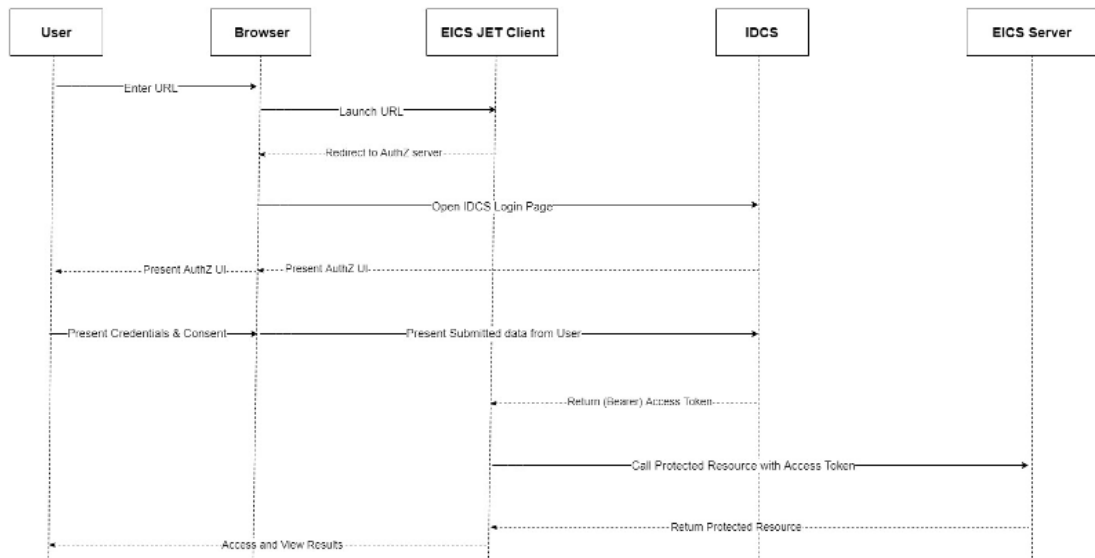 User
Browser
EICS JET Client
IDCS
EICS Server
Enter URL
Launch URL
Redirect to AuthZ server
Open IDCS Login Page
Present AuthZ UI
Present AuthZ UI
Present Credentials & Consent
Present Submitted data from User
Return (Bearer) Access Token
Call Protected Resource with Access Token
Return Protected Resource
Access and View Results